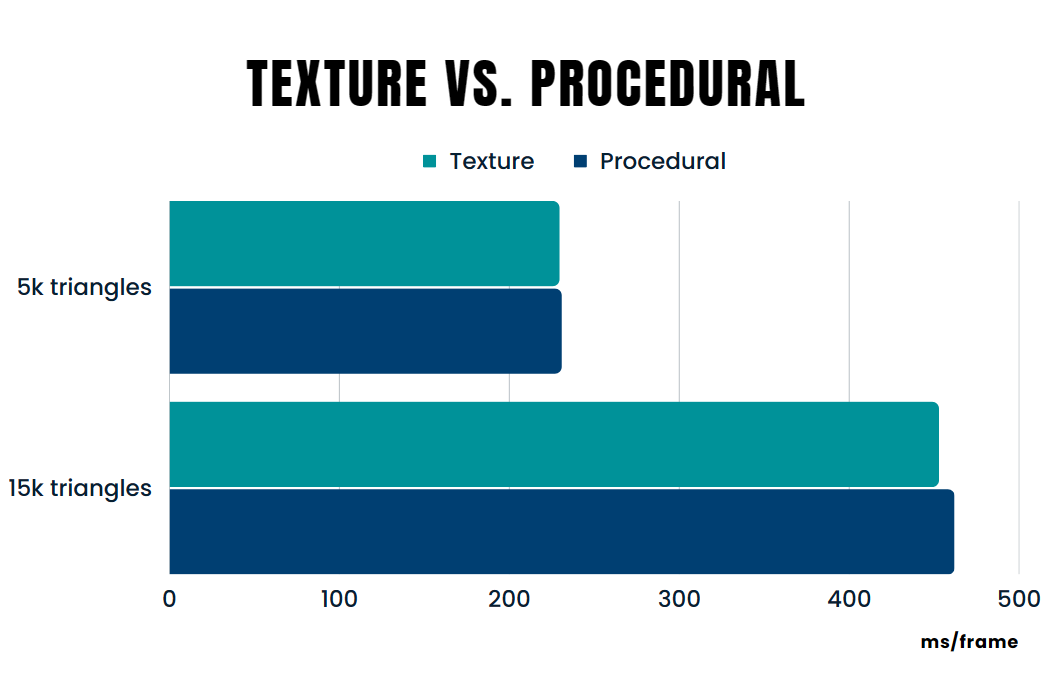 TEXTURE VS. PROCEDURAL
Texture Procedural
5k triangles
15k triangles
0 100 200 300 400 500
ms/frame